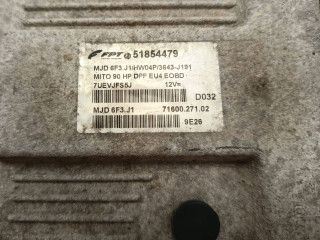 FPT 51854479
MJD 6F3.J1/HW04P/3643-J191
MITO 90 HP DPF EU4 EOBD
7UEVJFS5J 12V=
D032
MJD 6F3.J1 71600.271.02
9E26